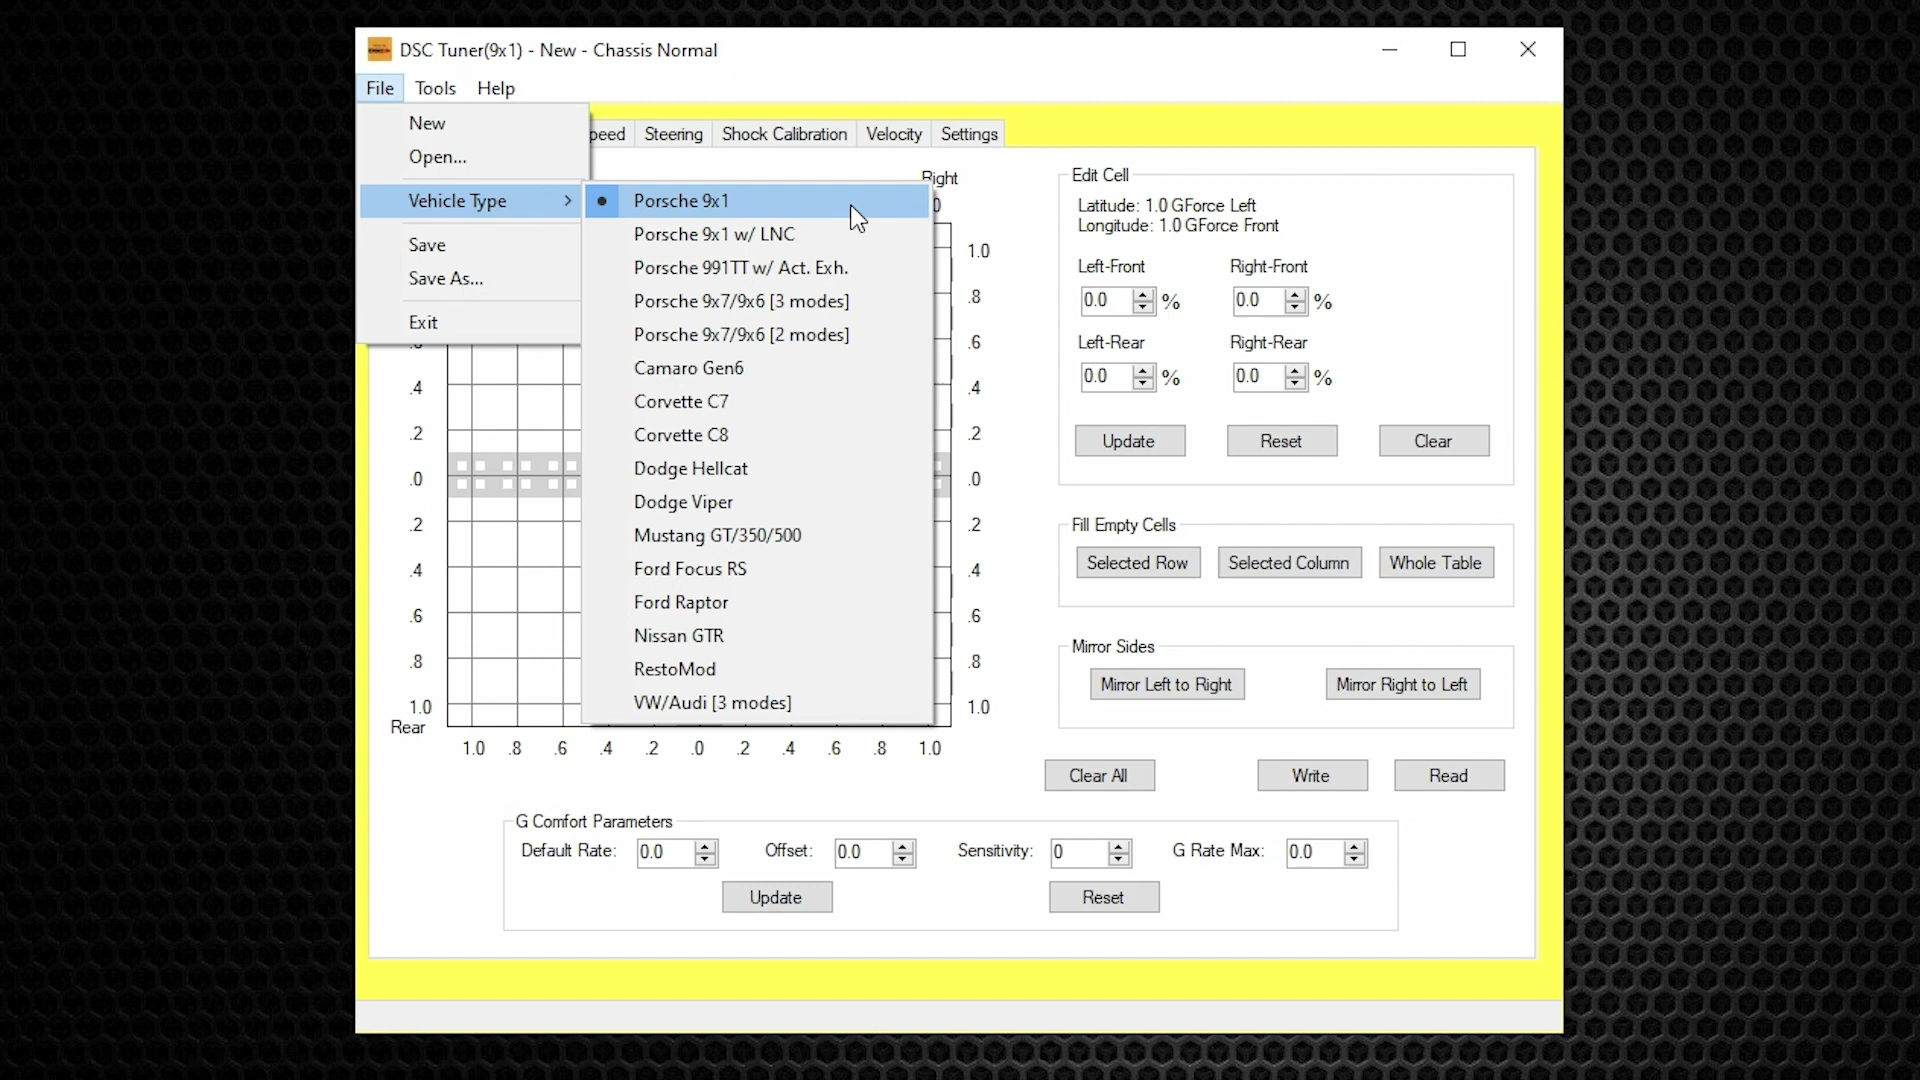 DSC Tuner(9x1) - New - Chassis Normal
File Tools Help
New
Open...
Vehicle Type
Save
Save As...
Exit
peed Steering Shock Calibration Velocity Settings
Porsche 9x1
Porsche 9x1 w/ LNC
Porsche 991TT w/ Act. Exh.
Porsche 9x7/9x6 [3 modes]
Porsche 9x7/9x6 [2 modes]
Camaro Gen6
Corvette C7
Corvette C8
Dodge Hellcat
Dodge Viper
Mustang GT/350/500
Ford Focus RS
Ford Raptor
Nissan GTR
RestoMod
VW/Audi [3 modes]
Right
0
1.0
.8
.6
.4 .4
.2 .2
.0 .0
.2 .2
.4 .4
.6 .6
.8 .8
1.0 1.0
Rear
1.0 .8 .6 .4 .2 .0 .2 .4 .6 .8 1.0
Edit Cell
Latitude: 1.0 GForce Left
Longitude: 1.0 GForce Front
Left-Front Right-Front
0.0 % 0.0 %
Left-Rear Right-Rear
0.0 % 0.0 %
Update Reset Clear
Fill Empty Cells
Selected Row Selected Column Whole Table
Mirror Sides
Mirror Left to Right Mirror Right to Left
Clear All Write Read
G Comfort Parameters
Default Rate: 0.0 Offset: 0.0 Sensitivity: 0 G Rate Max: 0.0
Update Reset